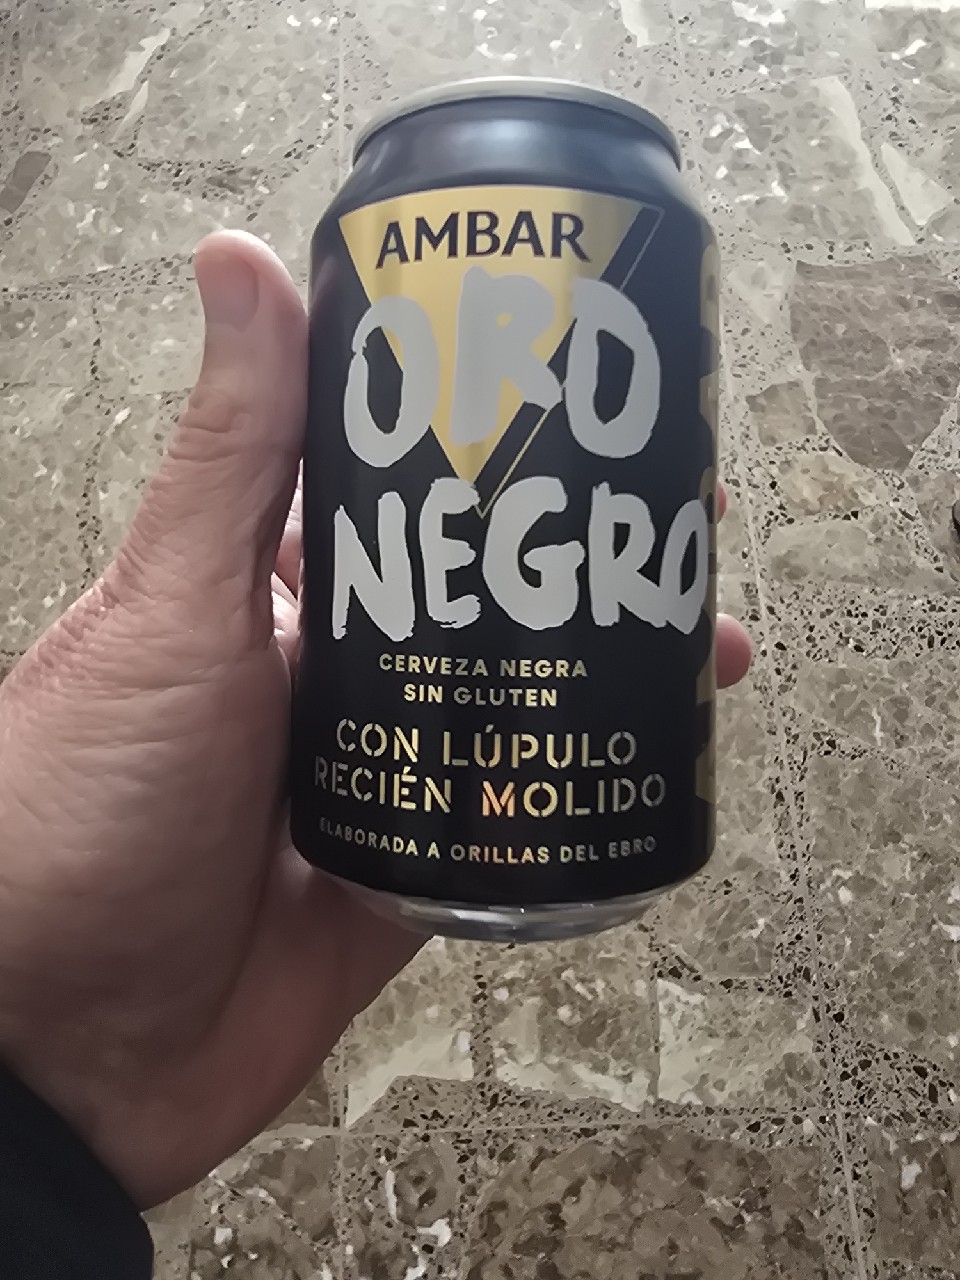 AMBAR
ORO
NEGRO
CERVEZA NEGRA
SIN GLUTEN
CON LÚPULO
RECIÉN MOLIDO
ELABORADA A ORILLAS DEL EBRO